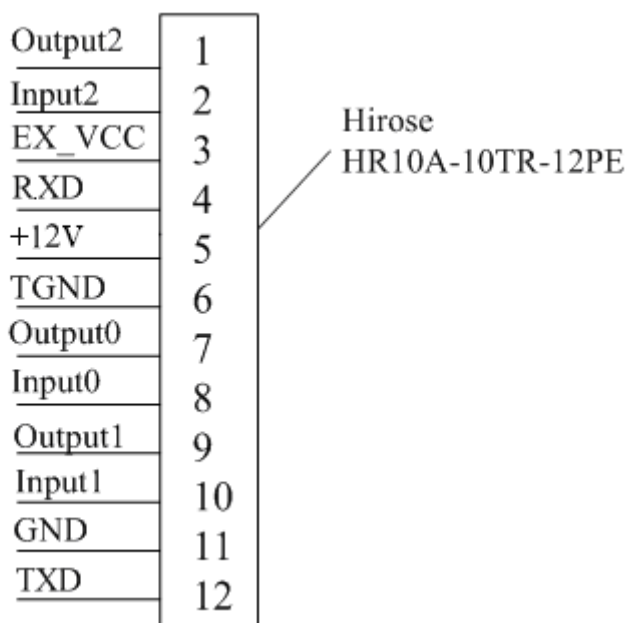 Output2 1
Input2 2
EX_VCC 3
RXD 4
+12V 5
TGND 6
Output0 7
Input0 8
Output1 9
Input1 10
GND 11
TXD 12
Hirose
HR10A-10TR-12PE